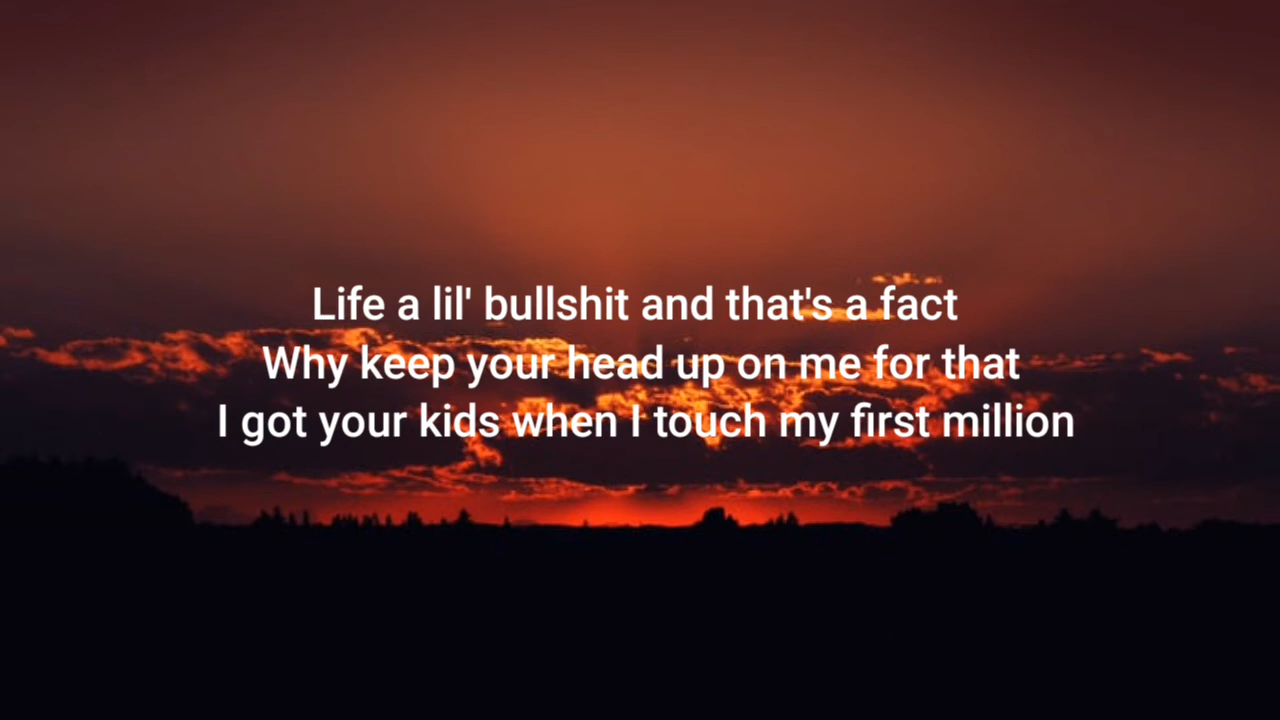 Life a lil' bullshit and that's a fact
Why keep your head up on me for that
I got your kids when I touch my first million